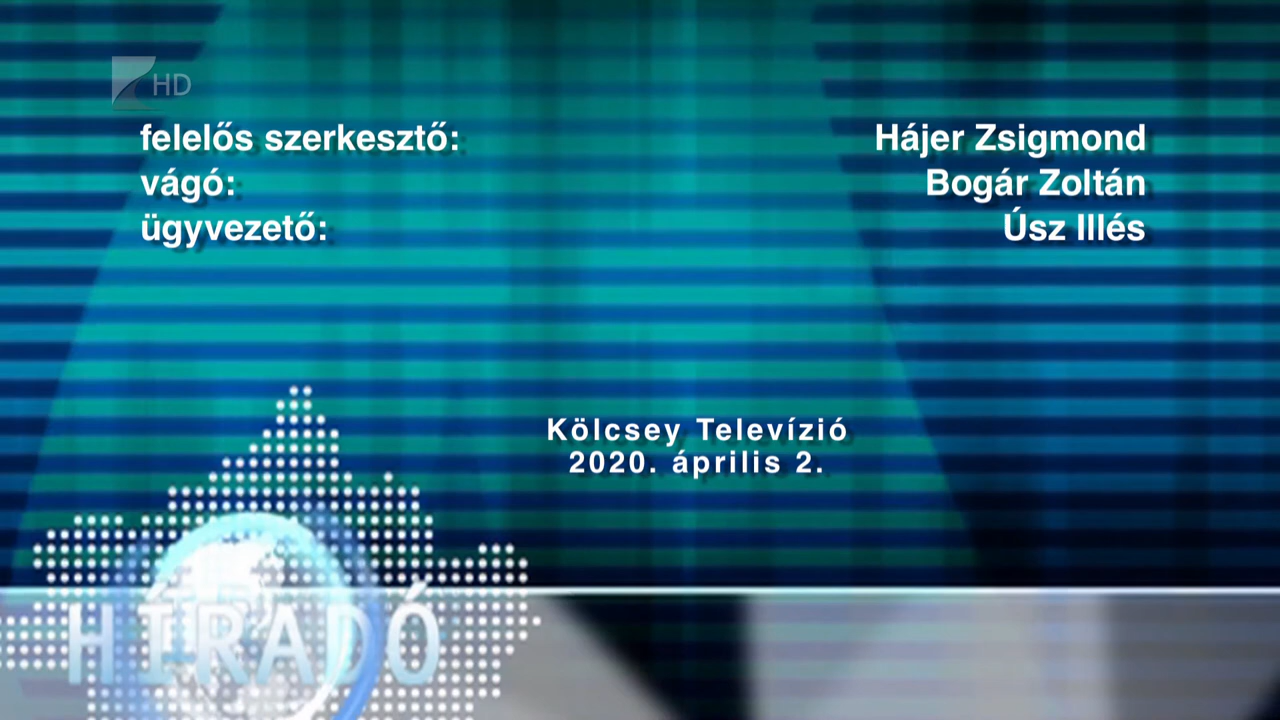 HD
felelős szerkesztő: Hájer Zsigmond
vágó: Bogár Zoltán
ügyvezető: Úsz Illés
Kölcsey Televízió
2020. április 2.
HÍRADÓ